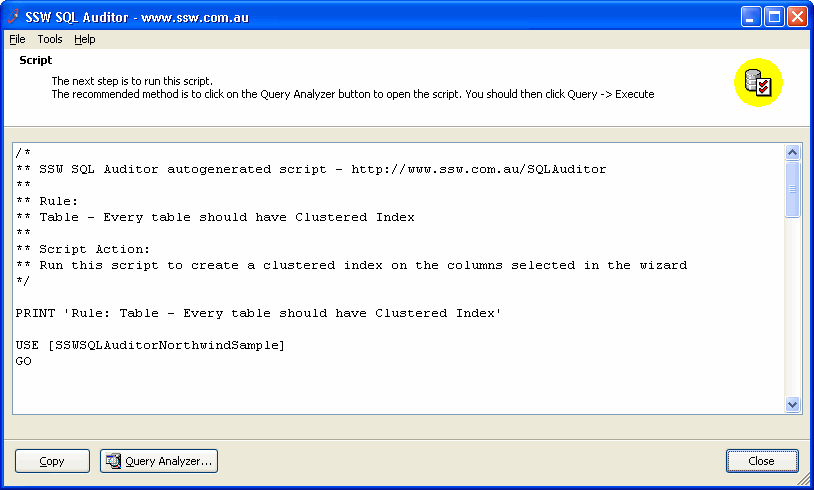 SSW SQL Auditor - www.ssw.com.au
File Tools Help
Script
The next step is to run this script.
The recommended method is to click on the Query Analyzer button to open the script. You should then click Query -> Execute
/*
** SSW SQL Auditor autogenerated script - http://www.ssw.com.au/SQLAuditor
**
** Rule:
** Table - Every table should have Clustered Index
**
** Script Action:
** Run this script to create a clustered index on the columns selected in the wizard
*/
PRINT 'Rule: Table - Every table should have Clustered Index'
USE [SSWSQLAuditorNorthwindSample]
GO
Copy Query Analyzer... Close